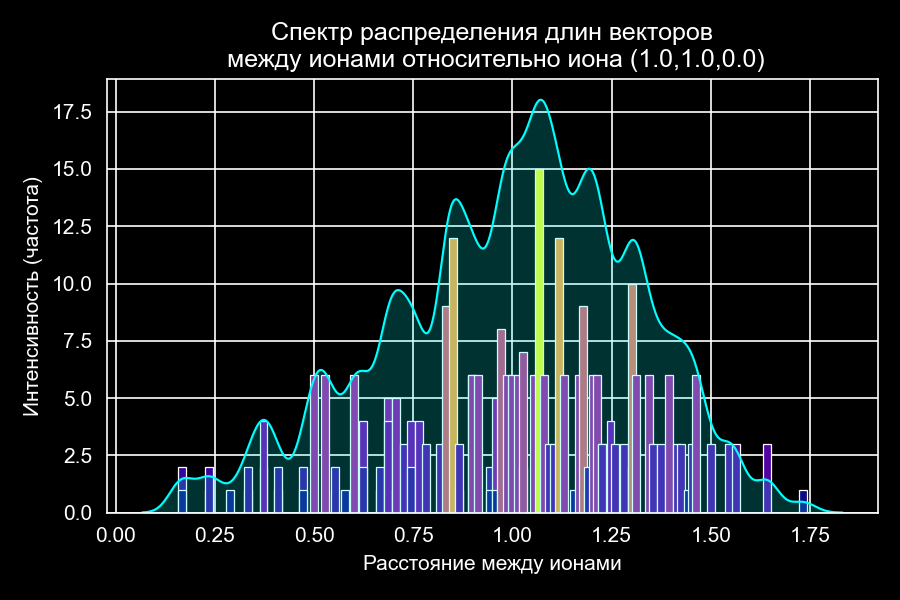 Спектр распределения длин векторов
между ионами относительно иона (1.0,1.0,0.0)
Интенсивность (частота)
17.5
15.0
12.5
10.0
7.5
5.0
2.5
0.0
0.00 0.25 0.50 0.75 1.00 1.25 1.50 1.75
Расстояние между ионами